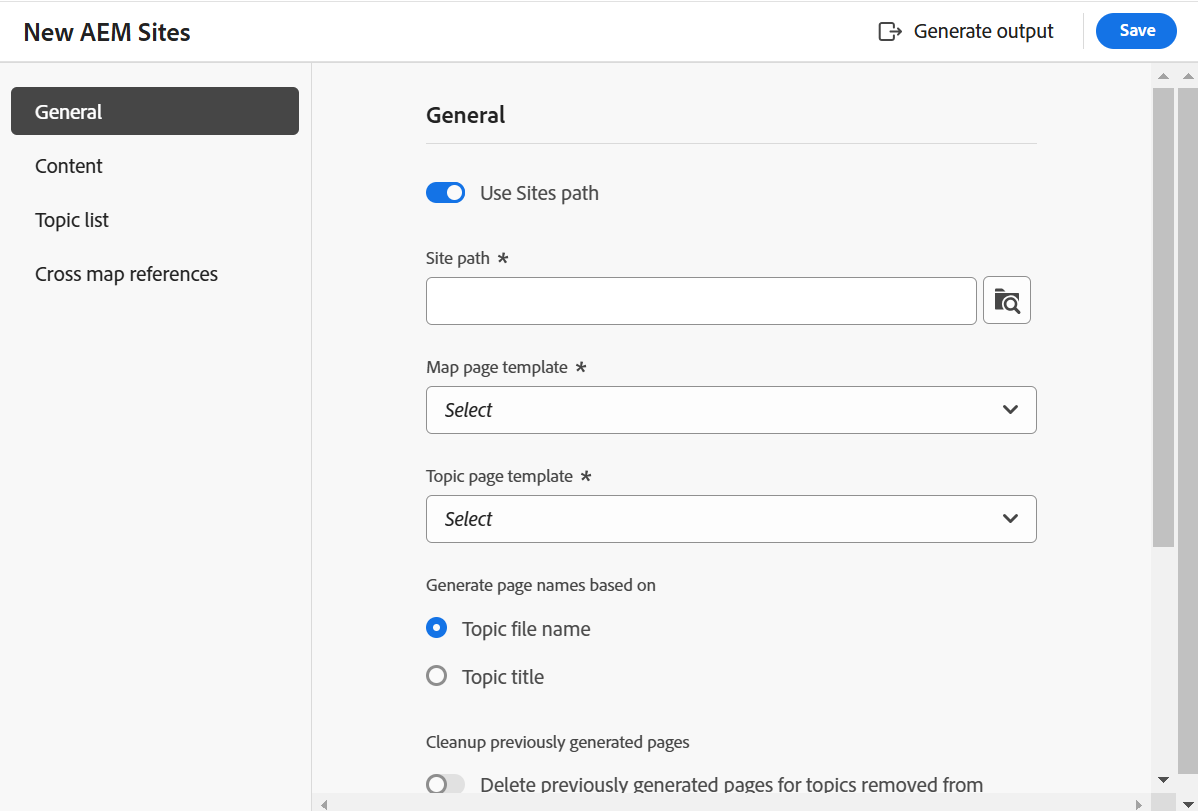 New AEM Sites
Generate output
Save
General
Content
Topic list
Cross map references
General
Use Sites path
Site path *
Map page template *
Select
Topic page template *
Select
Generate page names based on
Topic file name
Topic title
Cleanup previously generated pages
Delete previously generated pages for topics removed from